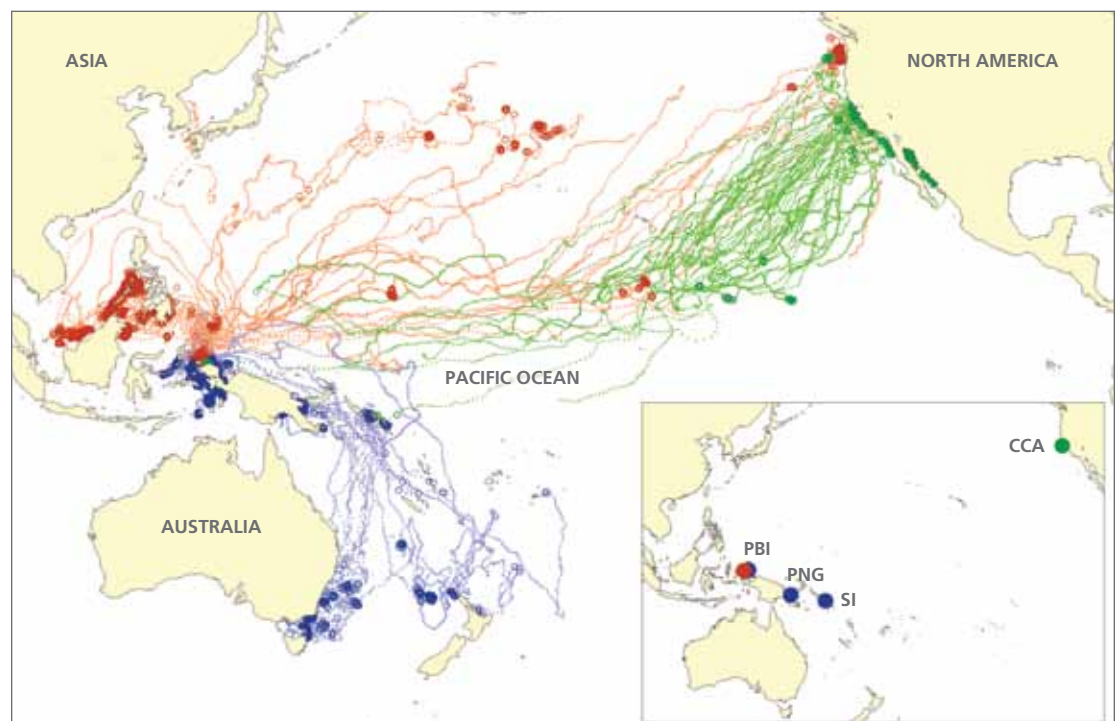 ASIA
NORTH AMERICA
PACIFIC OCEAN
AUSTRALIA
CCA
PBI
PNG
SI